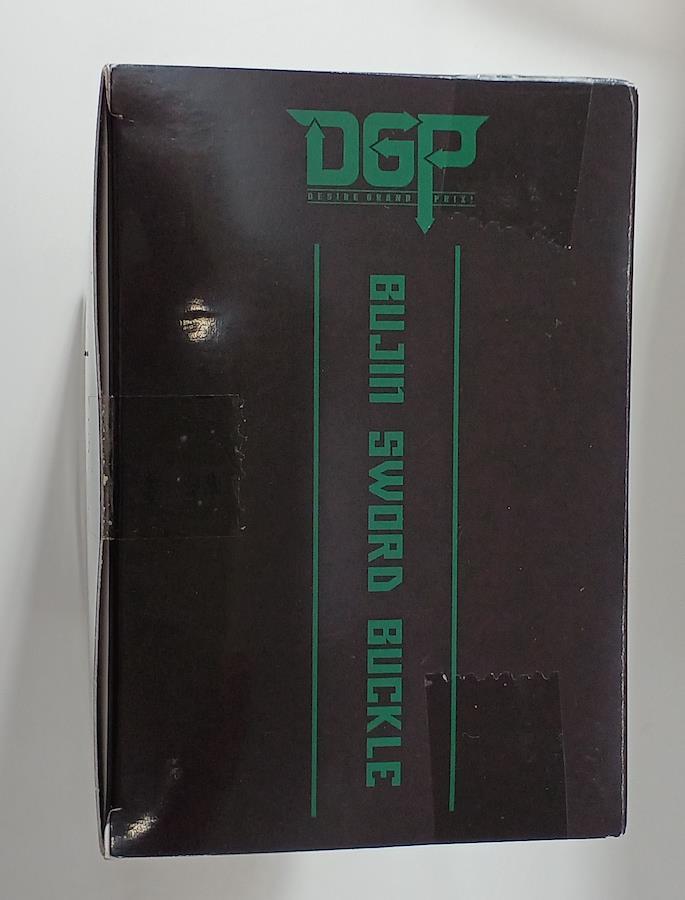 DGP
DESIRE GRAND PRIX!
BUJIN SWORD BUCKLE